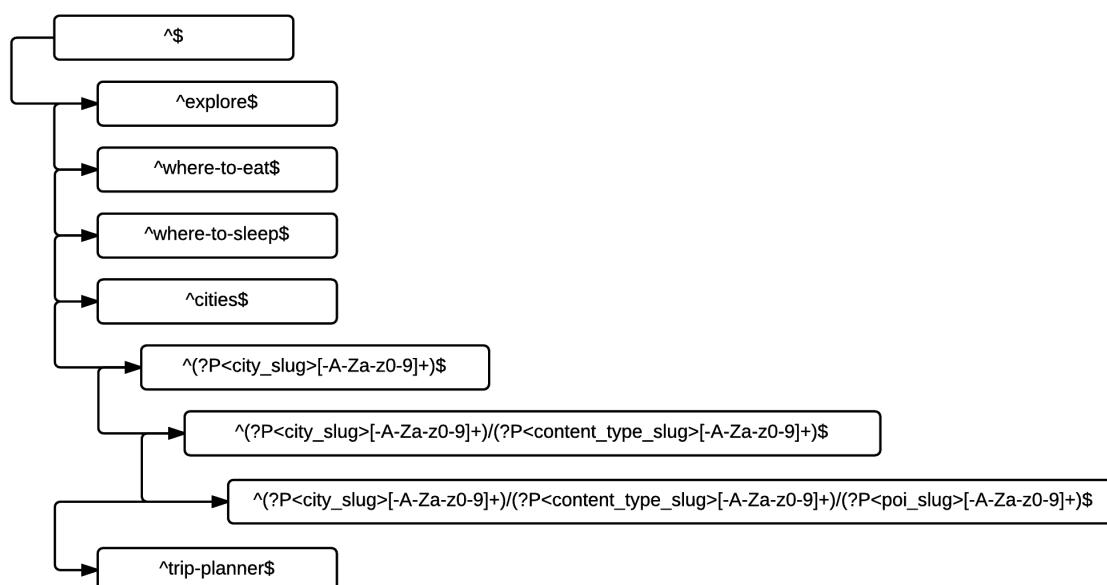 ^$
^explore$
^where-to-eat$
^where-to-sleep$
^cities$
^(?P<city_slug>[-A-Za-z0-9]+)$
^(?P<city_slug>[-A-Za-z0-9]+)/(?P<content_type_slug>[-A-Za-z0-9]+)$
^(?P<city_slug>[-A-Za-z0-9]+)/(?P<content_type_slug>[-A-Za-z0-9]+)/(?P<poi_slug>[-A-Za-z0-9]+)$
^trip-planner$